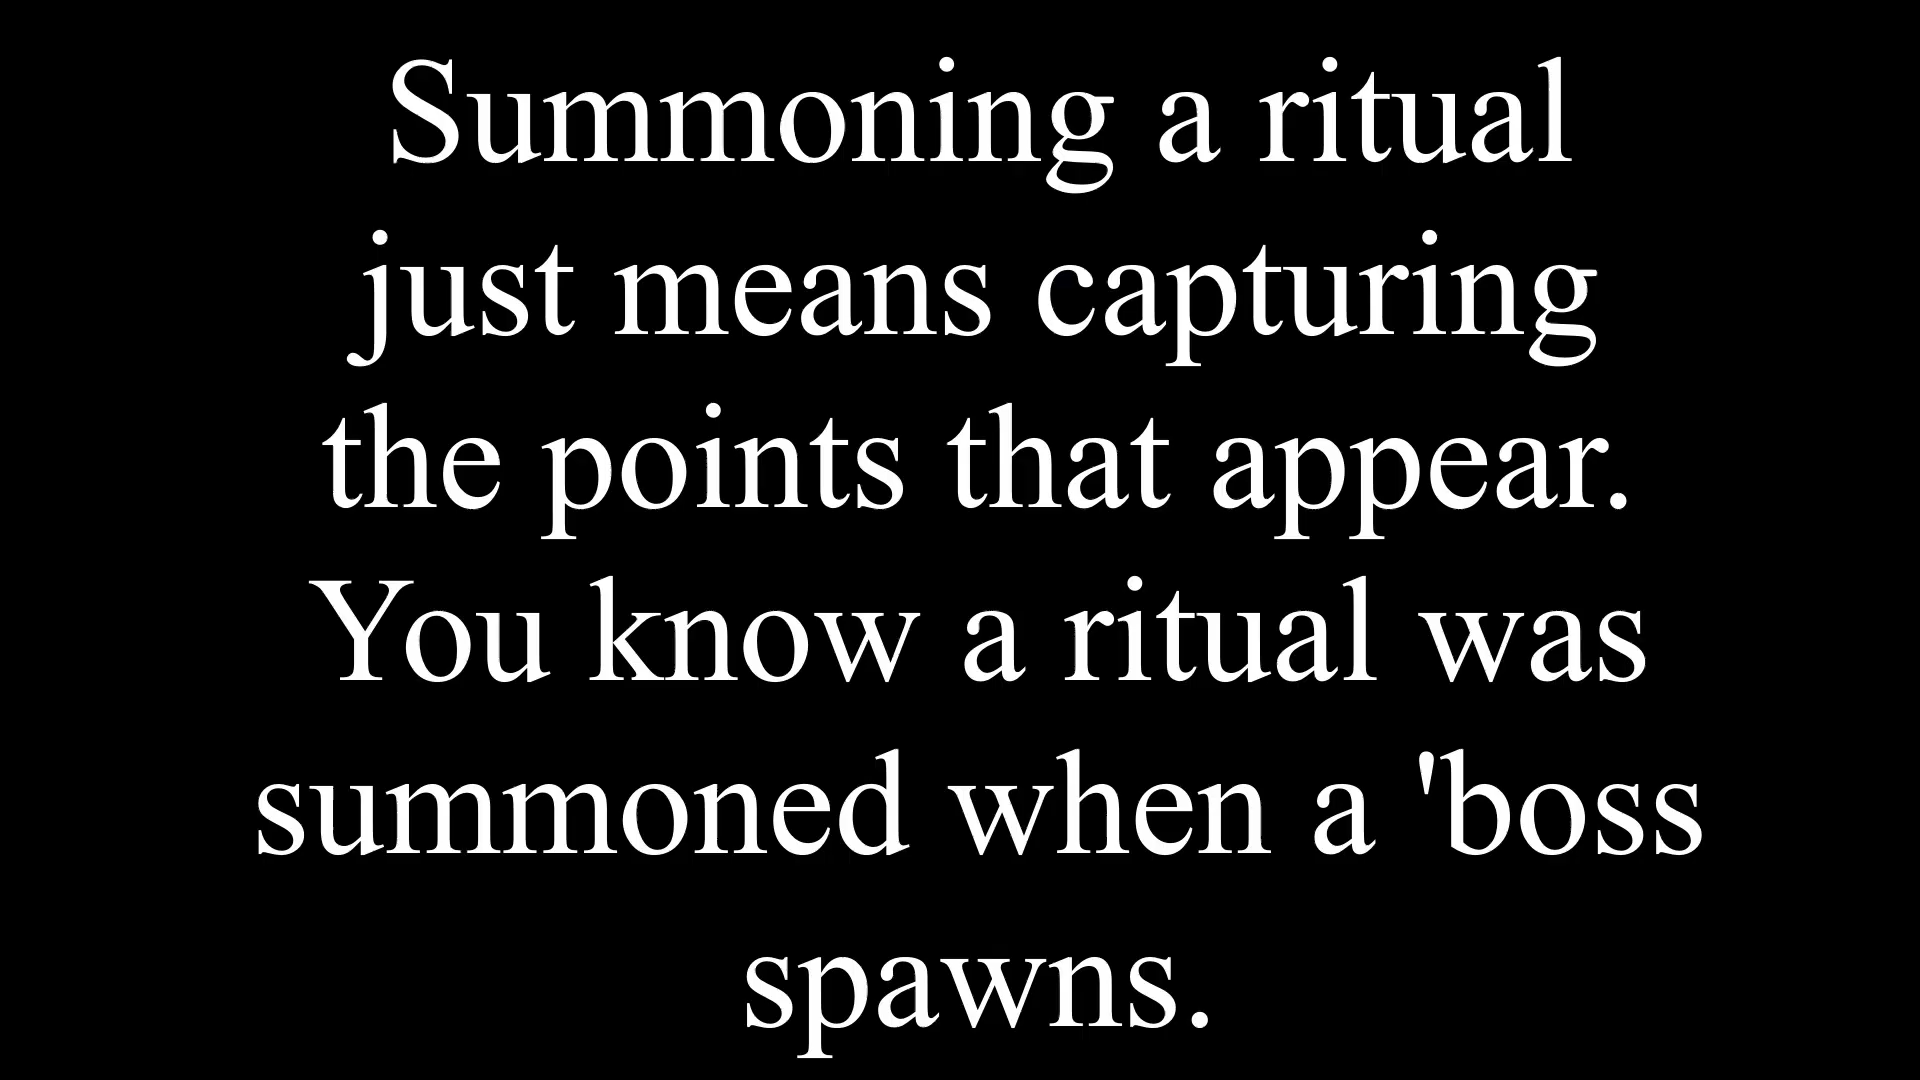 Summoning a ritual
just means capturing
the points that appear.
You know a ritual was
summoned when a 'boss
spawns.